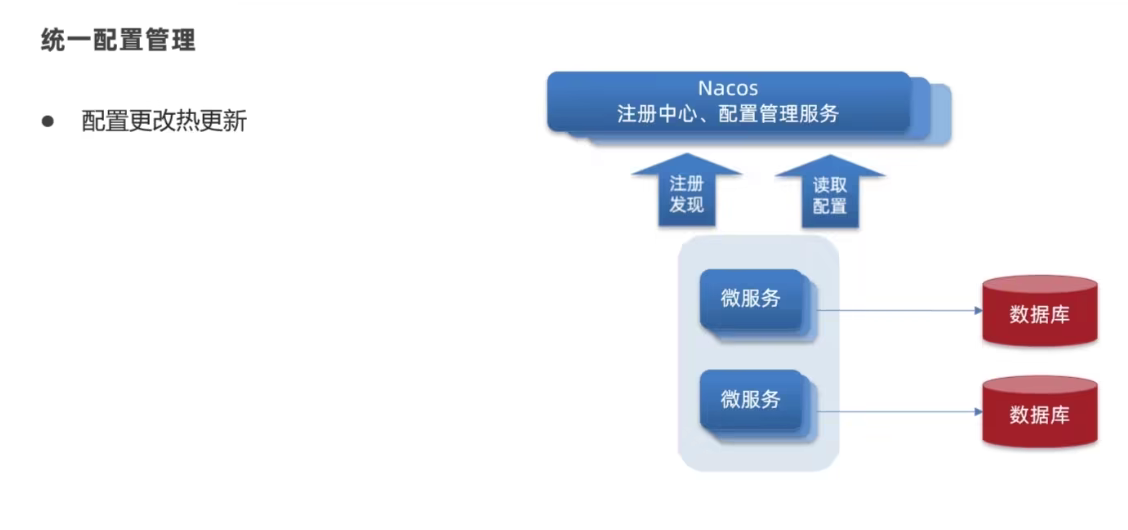 统一配置管理
● 配置更改热更新
Nacos
注册中心、配置管理服务
注册
发现
读取
配置
微服务
数据库
微服务
数据库